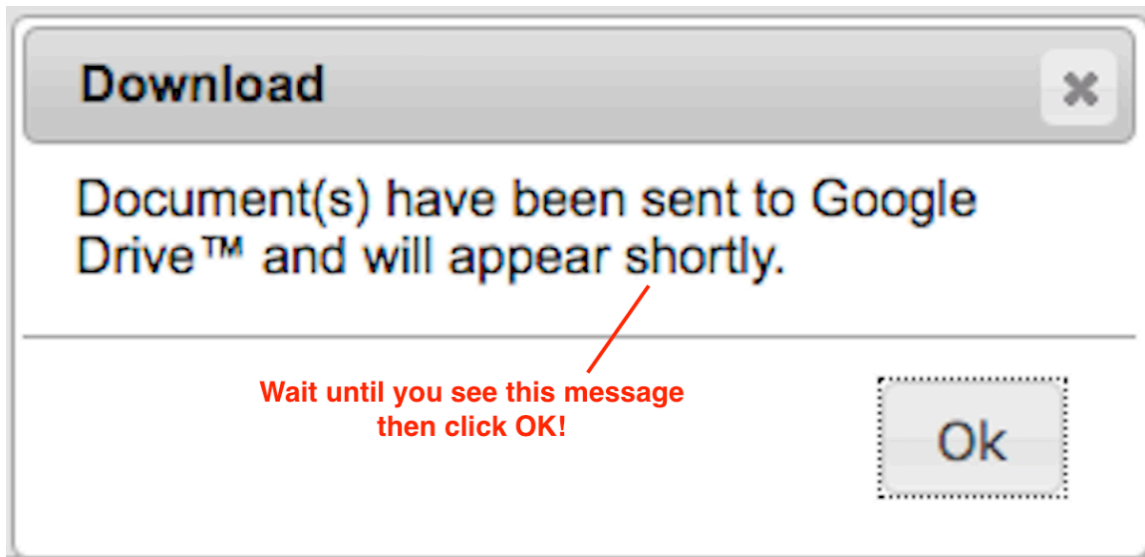 Download
Document(s) have been sent to Google
Drive™ and will appear shortly.
Wait until you see this message
then click OK!
Ok